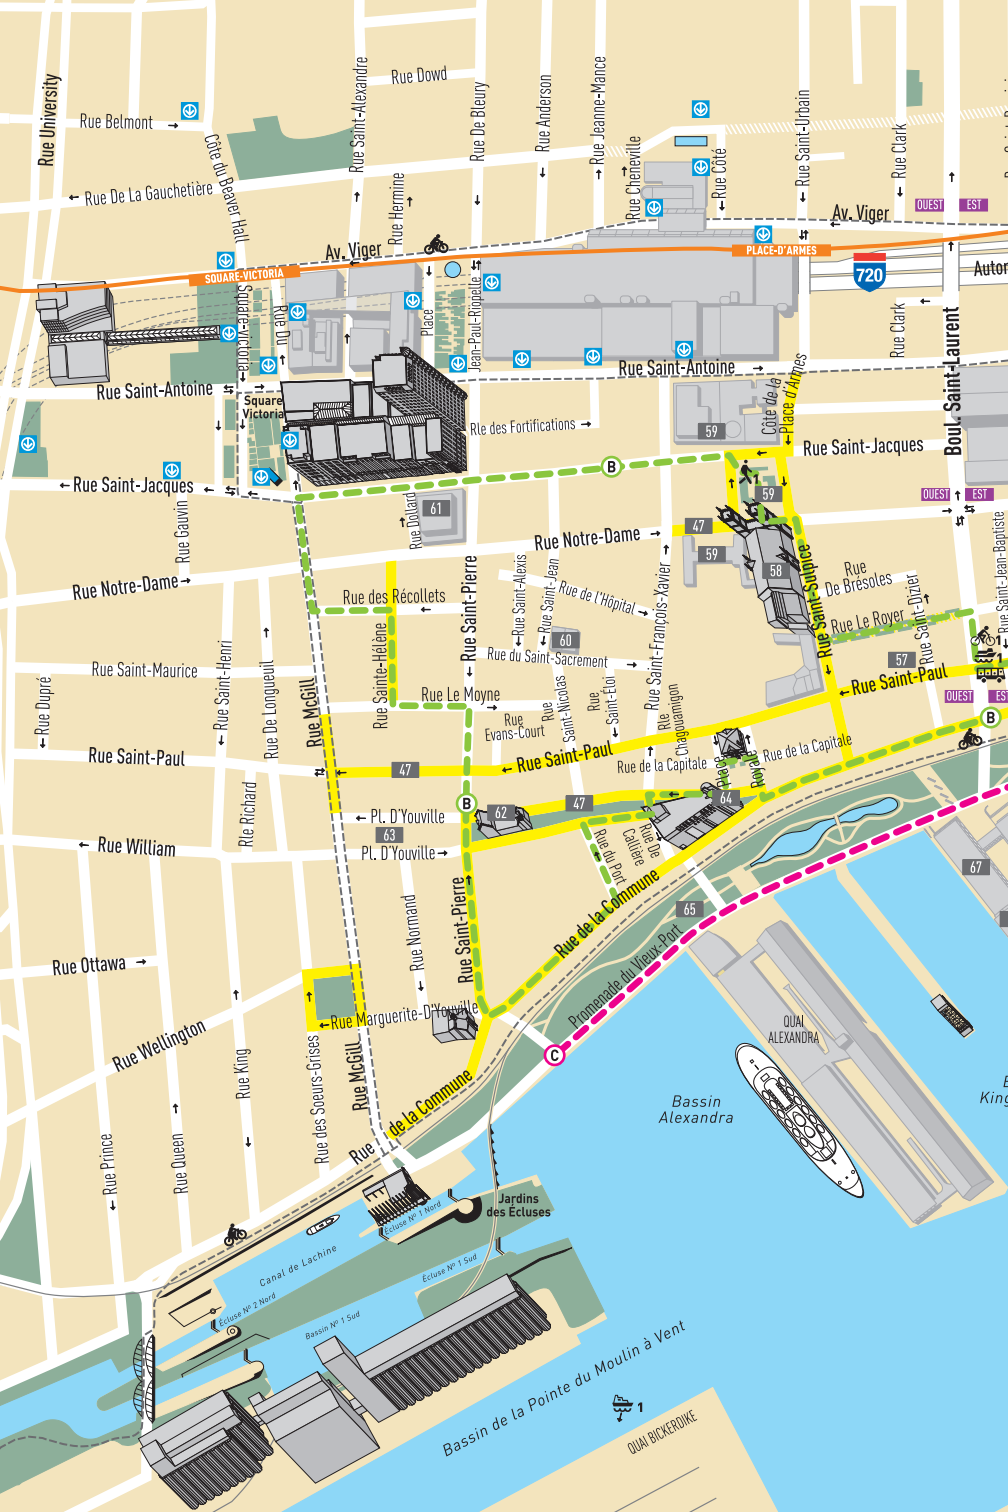 Rue Dowd
Rue University
Rue Belmont
Côte du Beaver Hall
Rue Saint-Alexandre
Rue De Bleury
Rue Anderson
Rue Jeanne-Mance
Rue Cheneville
Rue Côté
Rue Saint-Urbain
Rue Clark
Rue De La Gauchetière
Rue Hermine
OUEST EST
Av. Viger
Av. Viger
SQUARE-VICTORIA
PLACE-D'ARMES
720
Autor
Square-Victoria
Rue Du
Place
Jean-Paul-Riopelle
Rue Clark
Boul. Saint-Laurent
Rue Saint-Antoine
Rue Saint-Antoine
Square
Victoria
Côte de la
Place d'Armes
Rle des Fortifications
59
Rue Saint-Jacques
B
Rue Saint-Jacques
1
59
OUEST EST
Rue Gauvin
Rue Dollard
61
47
Rue Notre-Dame
59
58
Rue Notre-Dame
Rue Saint-Pierre
Rue Saint-Alexis
Rue Saint-Jean
Rue de l'Hôpital
Rue Saint-François-Xavier
Rue Saint-Sulpice
Rue
De Brésoles
Rue Saint-Dizier
Rue Saint-Jean-Baptiste
Rue des Récollets
Rue Le Royer
60
Rue Sainte-Hélène
Rue du Saint-Sacrement
57
1
1
Rue Saint-Maurice
Rue Saint-Henri
Rue De Longueuil
Rue McGill
Rue Dupré
Rue Saint-Paul
OUEST EST
Rue Le Moyne
Rue
Evans-Court
Rue
Saint-Nicolas
Rue
Saint-Éloi
Rle
Chagouamigon
B
Rue Saint-Paul
Rue Saint-Paul
Rue de la Capitale
Rue de la Capitale
Place
Royale
47
Rle Richard
B
47
64
62
Pl. D'Youville
63
Pl. D'Youville
Rue William
Rue du Port
Rue De
Callière
67
Rue de la Commune
65
Rue Saint-Pierre
Rue Normand
Promenade du Vieux-Port
Rue Ottawa
Rue Marguerite-D'Youville
Rue Wellington
QUAI
ALEXANDRA
C
Rue King
Rue des Soeurs-Grises
Rue McGill
Rue de la Commune
Bassin
Alexandra
King
Rue Prince
Rue Queen
Jardins
des Écluses
Écluse Nº 1 Nord
Canal de Lachine
Écluse Nº 1 Sud
Écluse Nº 2 Nord
Bassin Nº 1 Sud
Bassin de la Pointe du Moulin à Vent
1
QUAI BICKERDIKE